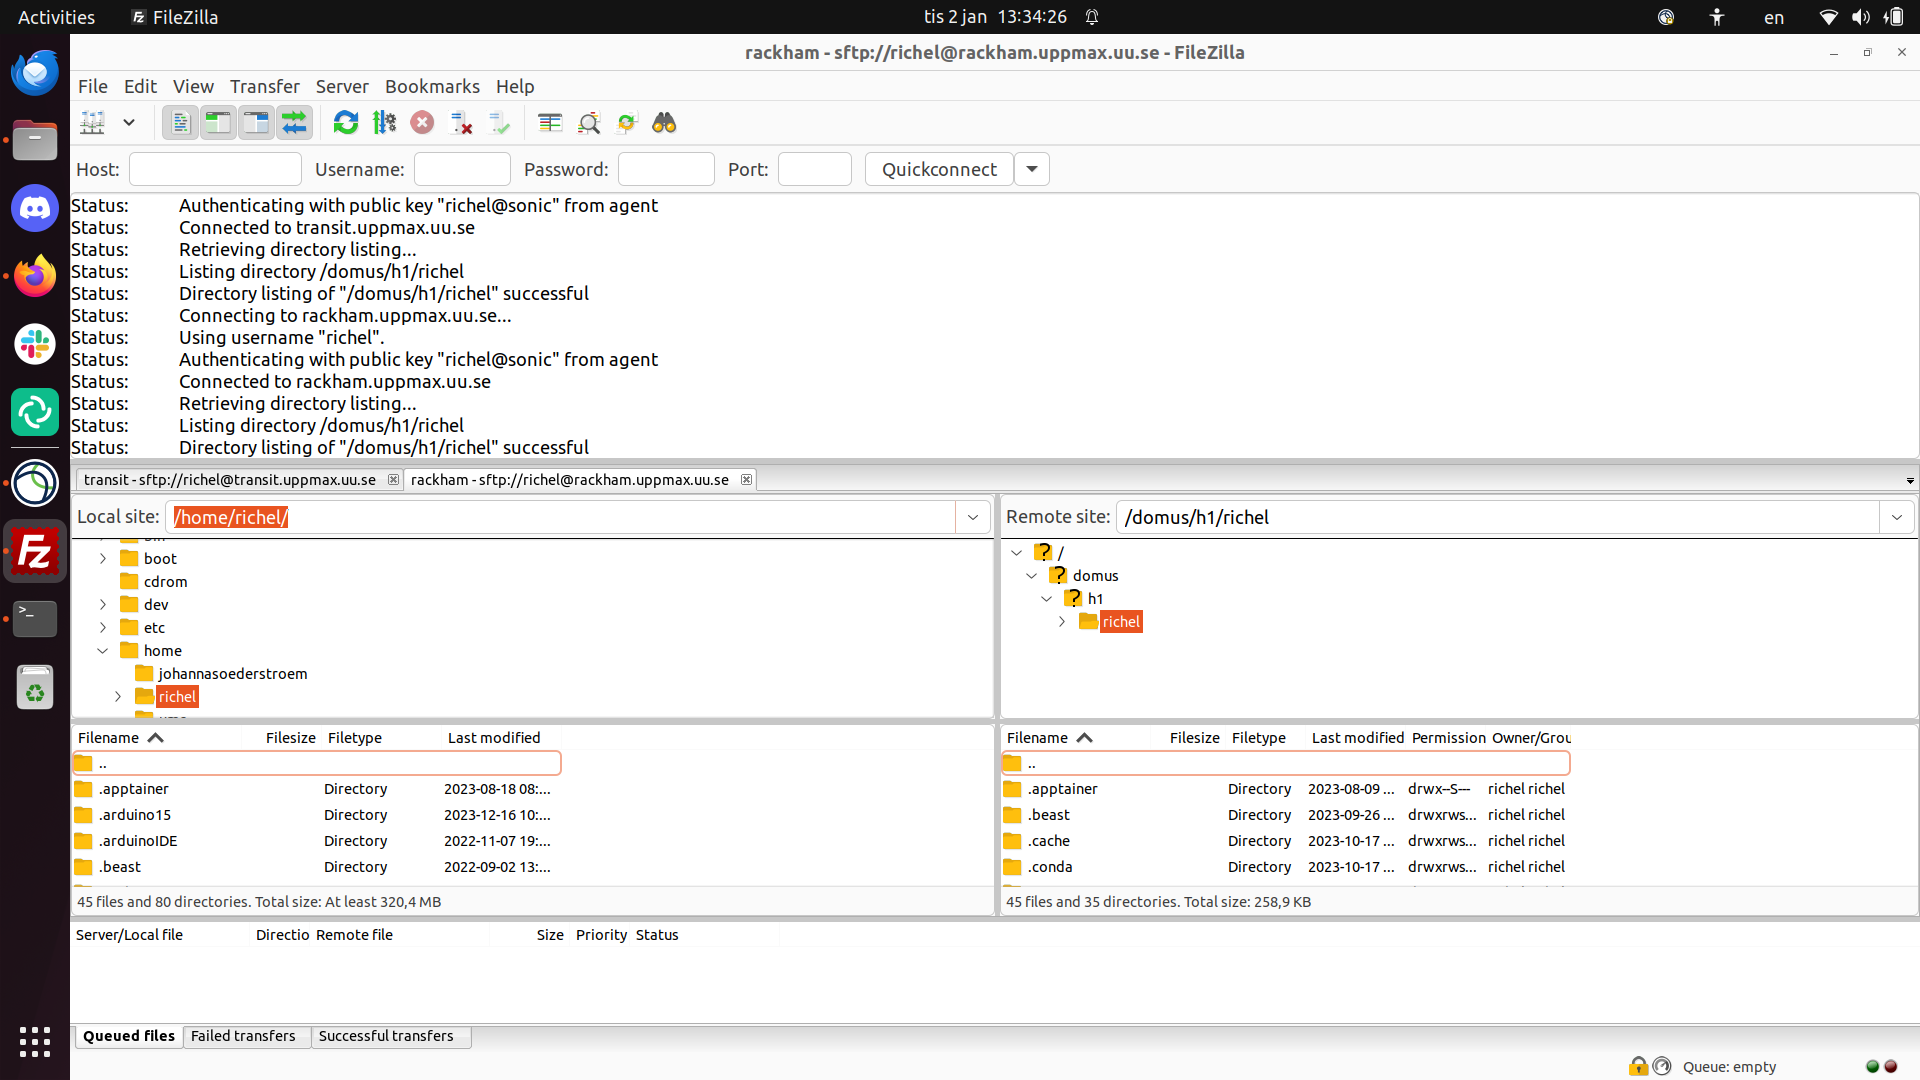 Activities FileZilla tis 2 jan 13:34:26 en
rackham - sftp://richel@rackham.uppmax.uu.se - FileZilla
File Edit View Transfer Server Bookmarks Help
Host: Username: Password: Port: Quickconnect
Status: Authenticating with public key "richel@sonic" from agent
Status: Connected to transit.uppmax.uu.se
Status: Retrieving directory listing...
Status: Listing directory /domus/h1/richel
Status: Directory listing of "/domus/h1/richel" successful
Status: Connecting to rackham.uppmax.uu.se...
Status: Using username "richel".
Status: Authenticating with public key "richel@sonic" from agent
Status: Connected to rackham.uppmax.uu.se
Status: Retrieving directory listing...
Status: Listing directory /domus/h1/richel
Status: Directory listing of "/domus/h1/richel" successful
transit - sftp://richel@transit.uppmax.uu.se rackham - sftp://richel@rackham.uppmax.uu.se
Local site: /home/richel/
boot
cdrom
dev
etc
home
johannasoederstroem
richel
Filename Filesize Filetype Last modified
..
.apptainer Directory 2023-08-18 08:...
.arduino15 Directory 2023-12-16 10:...
.arduinoIDE Directory 2022-11-07 19:...
.beast Directory 2022-09-02 13:...
45 files and 80 directories. Total size: At least 320,4 MB
Remote site: /domus/h1/richel
/
domus
h1
richel
Filename Filesize Filetype Last modified Permission Owner/Grou
..
.apptainer Directory 2023-08-09 ... drwx--S--- richel richel
.beast Directory 2023-09-26 ... drwxrws... richel richel
.cache Directory 2023-10-17 ... drwxrws... richel richel
.conda Directory 2023-10-17 ... drwxrws... richel richel
45 files and 35 directories. Total size: 258,9 KB
Server/Local file Directio Remote file Size Priority Status
Queued files Failed transfers Successful transfers
Queue: empty